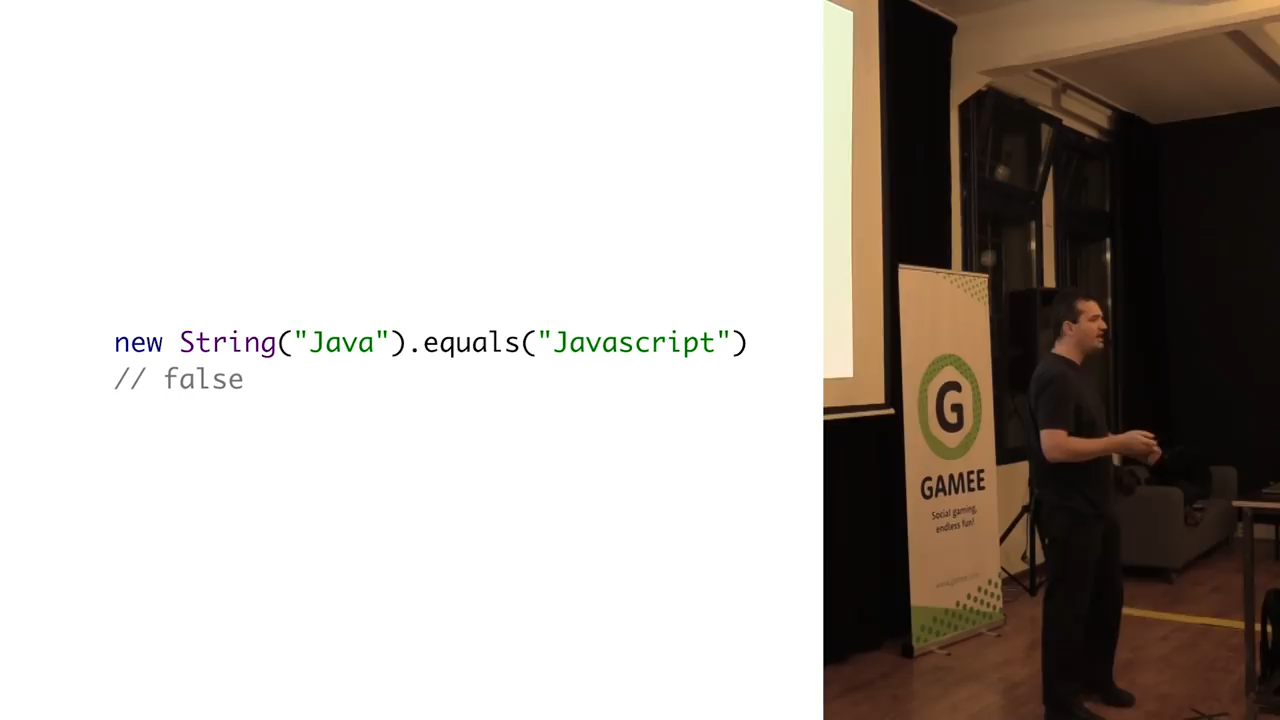 new String("Java").equals("Javascript")
// false
G
GAMEE
Social gaming,
endless fun!